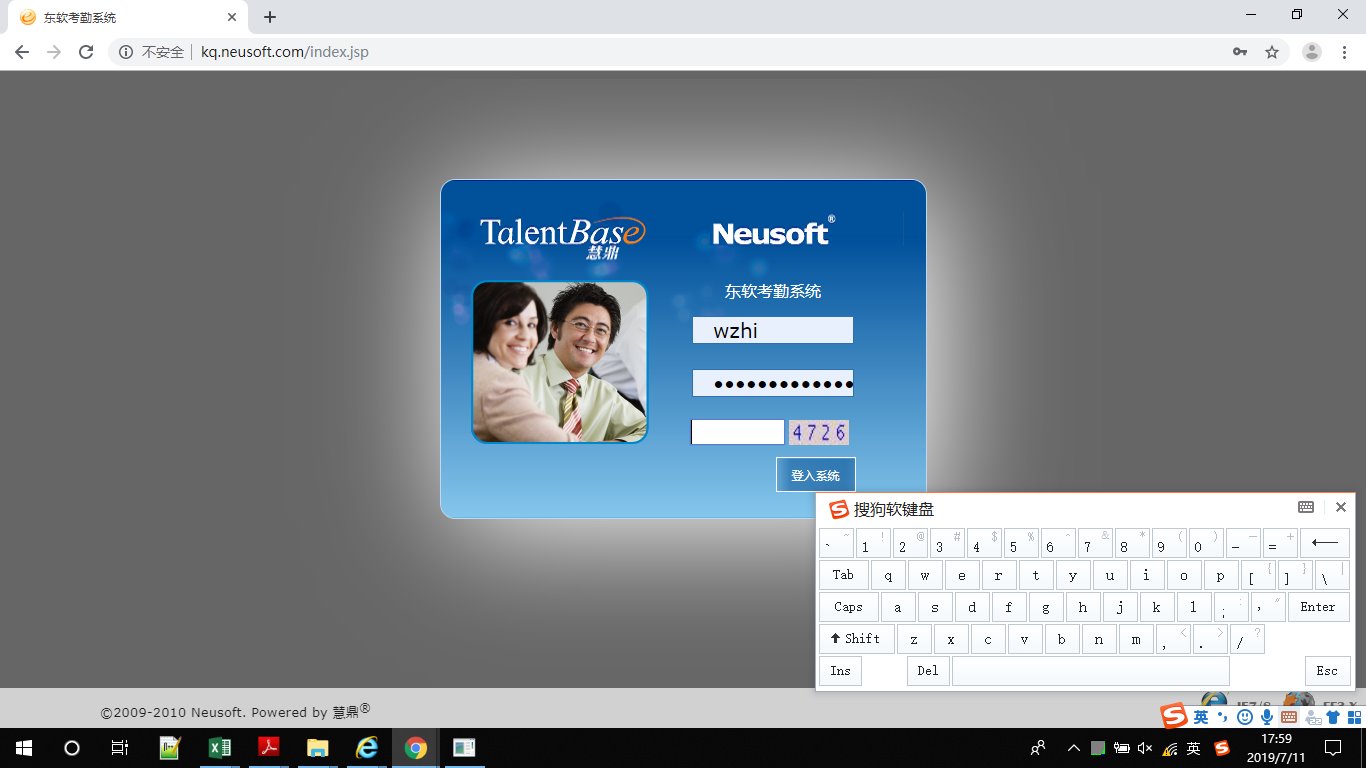 东软考勤系统
不安全 kq.neusoft.com/index.jsp
TalentBase
慧鼎
Neusoft®
东软考勤系统
wzhi
4726
登入系统
搜狗软键盘
` ~ 1 ! 2 @ 3 # 4 $ 5 % 6 ^ 7 & 8 * 9 ( 0 ) - _ = +
Tab q w e r t y u i o p [ { ] } \ |
Caps a s d f g h j k l ; : ' " Enter
Shift z x c v b n m , < . > / ?
Ins Del Esc
©2009-2010 Neusoft. Powered by 慧鼎®
英
英
17:59
2019/7/11